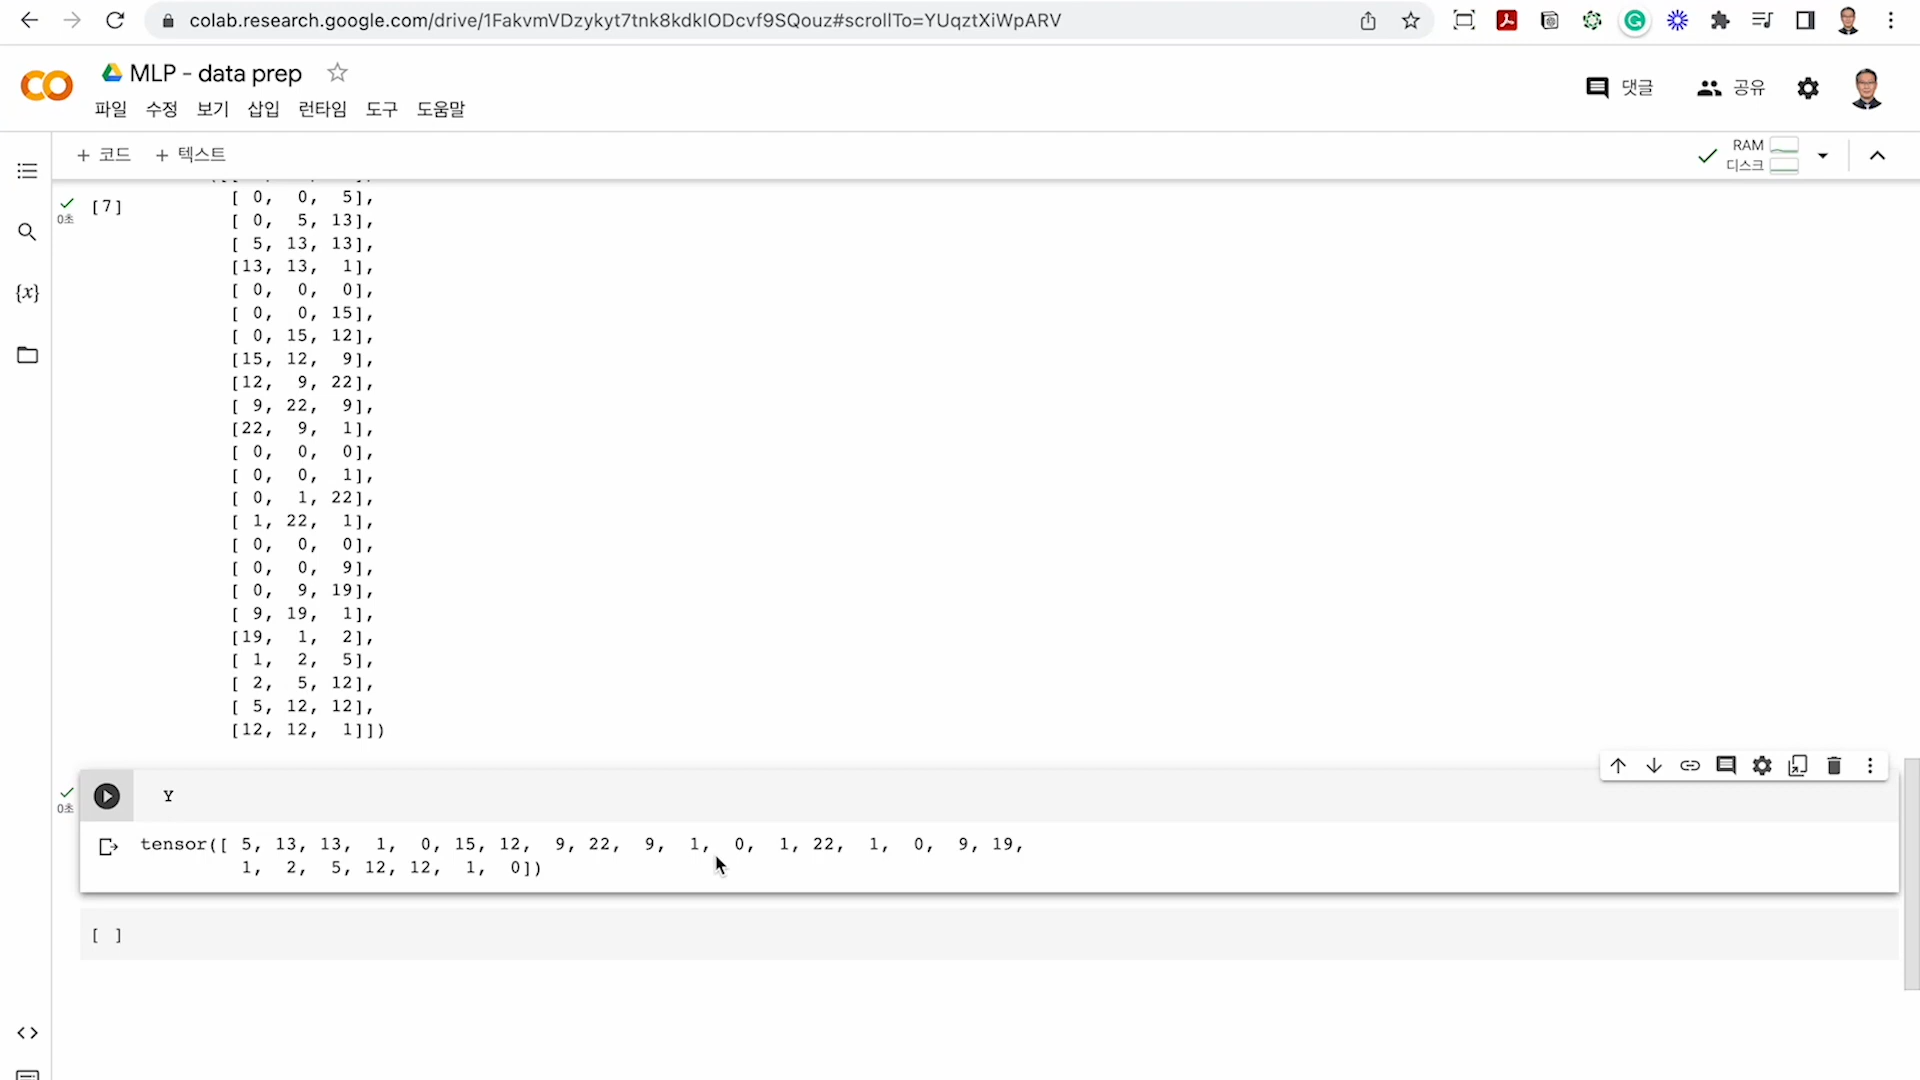 colab.research.google.com/drive/1FakvmVDzykyt7tnk8kdklODcvf9SQouz#scrollTo=YUqztXiWpARV
MLP - data prep
파일 수정 보기 삽입 런타임 도구 도움말
댓글 공유
+ 코드 + 텍스트
RAM
디스크
[7]
0초
[ 0, 0, 5],
[ 0, 5, 13],
[ 5, 13, 13],
[13, 13, 1],
[ 0, 0, 0],
[ 0, 0, 15],
[ 0, 15, 12],
[15, 12, 9],
[12, 9, 22],
[ 9, 22, 9],
[22, 9, 1],
[ 0, 0, 0],
[ 0, 0, 1],
[ 0, 1, 22],
[ 1, 22, 1],
[ 0, 0, 0],
[ 0, 0, 9],
[ 0, 9, 19],
[ 9, 19, 1],
[19, 1, 2],
[ 1, 2, 5],
[ 2, 5, 12],
[ 5, 12, 12],
[12, 12, 1]])
0초
Y
tensor([ 5, 13, 13, 1, 0, 15, 12, 9, 22, 9, 1, 0, 1, 22, 1, 0, 9, 19,
1, 2, 5, 12, 12, 1, 0])
[ ]